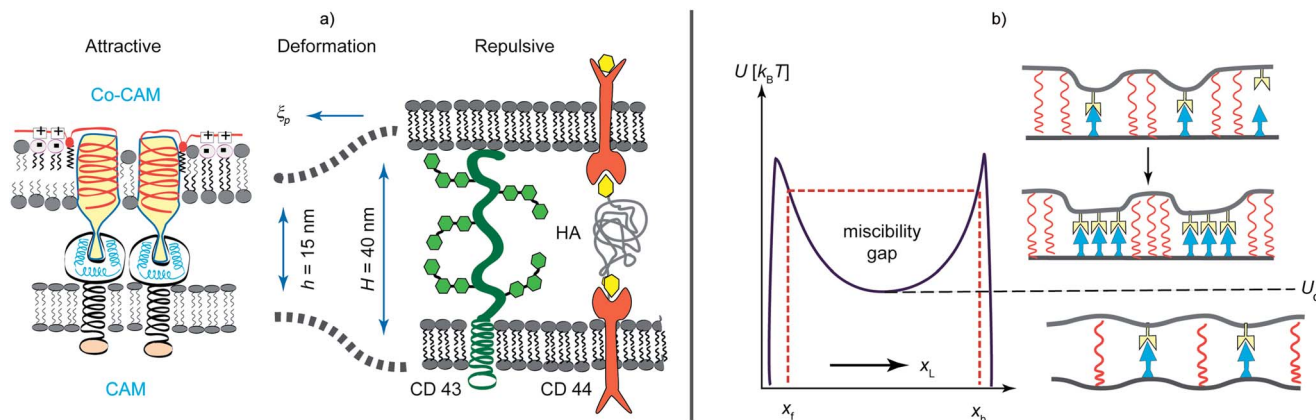 a)
Attractive
Deformation
Repulsive
Co-CAM
ξp
+ +
+ +
h = 15 nm
H = 40 nm
HA
CAM
CD 43
CD 44
b)
U [kBT]
miscibility
gap
xL
xf
xb